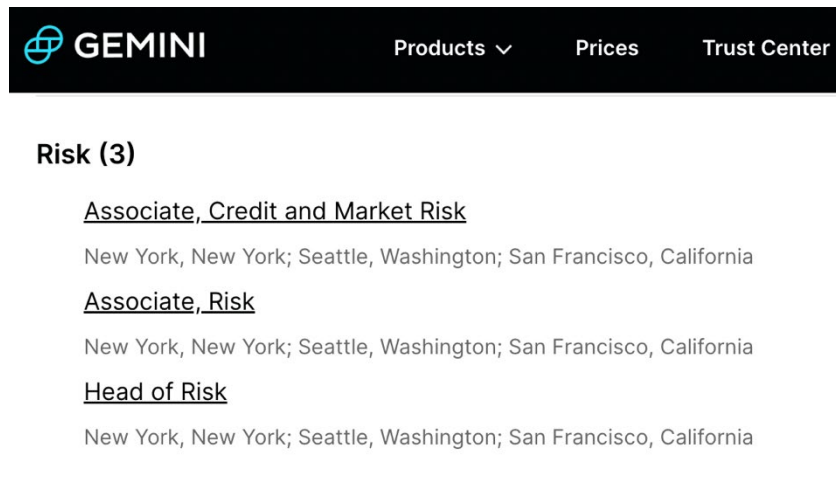 GEMINI Products Prices Trust Center
Risk (3)
Associate, Credit and Market Risk
New York, New York; Seattle, Washington; San Francisco, California
Associate, Risk
New York, New York; Seattle, Washington; San Francisco, California
Head of Risk
New York, New York; Seattle, Washington; San Francisco, California